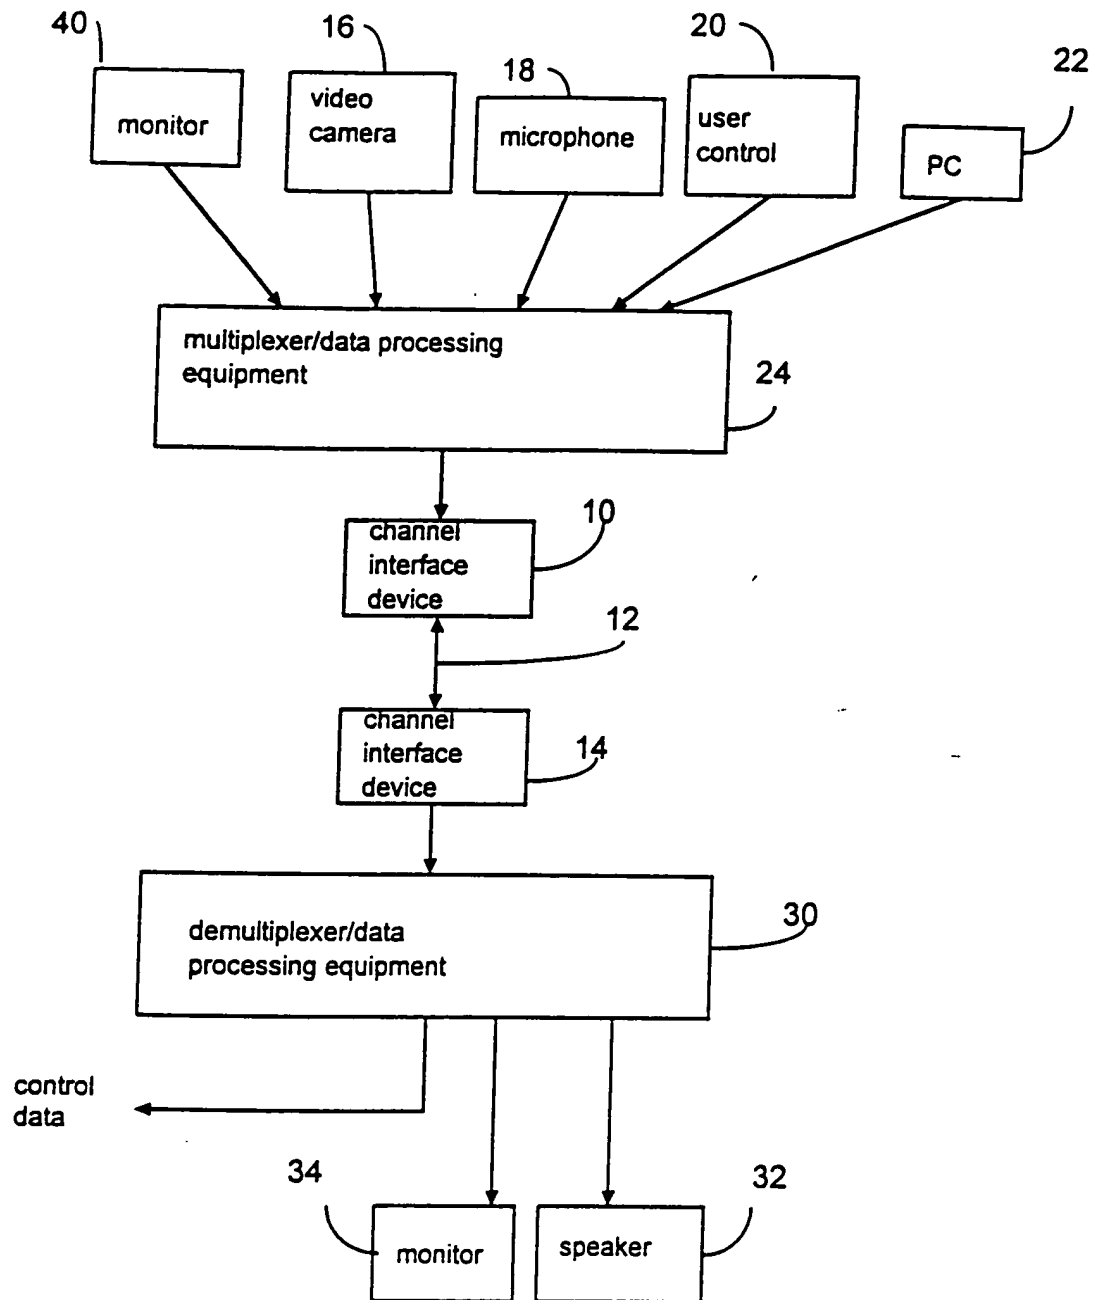 40
16
20
22
18
monitor
video
camera
microphone
user
control
PC
multiplexer/data processing
equipment
24
channel
interface
device
10
12
channel
interface
device
14
demultiplexer/data
processing equipment
30
control
data
34
32
monitor
speaker